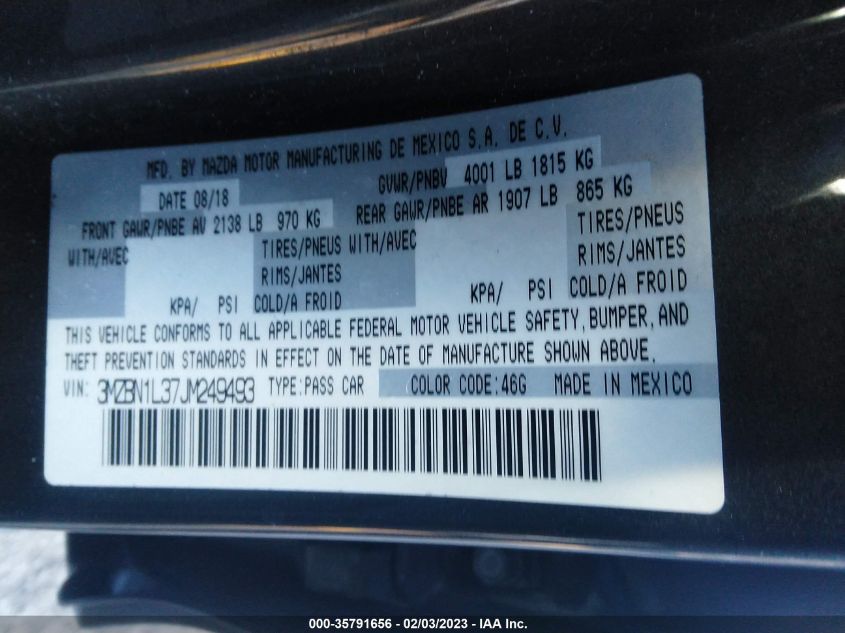 MFD. BY MAZDA MOTOR MANUFACTURING DE MEXICO S.A. DE C.V.
DATE 08/18 GVWR/PNBV 4001 LB 1815 KG
FRONT GAWR/PNBE AV 2138 LB 970 KG REAR GAWR/PNBE AR 1907 LB 865 KG
WITH/AVEC TIRES/PNEUS WITH/AVEC TIRES/PNEUS
RIMS/JANTES RIMS/JANTES
KPA/ PSI COLD/A FROID KPA/ PSI COLD/A FROID
THIS VEHICLE CONFORMS TO ALL APPLICABLE FEDERAL MOTOR VEHICLE SAFETY, BUMPER, AND
THEFT PREVENTION STANDARDS IN EFFECT ON THE DATE OF MANUFACTURE SHOWN ABOVE.
VIN: 3MZBN1L37JM249493 TYPE:PASS CAR COLOR CODE:46G MADE IN MEXICO
000-35791656 - 02/03/2023 - IAA Inc.